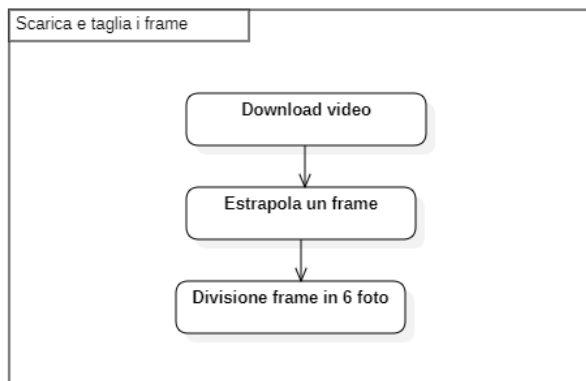 Scarica e taglia i frame
Download video
Estrapola un frame
Divisione frame in 6 foto